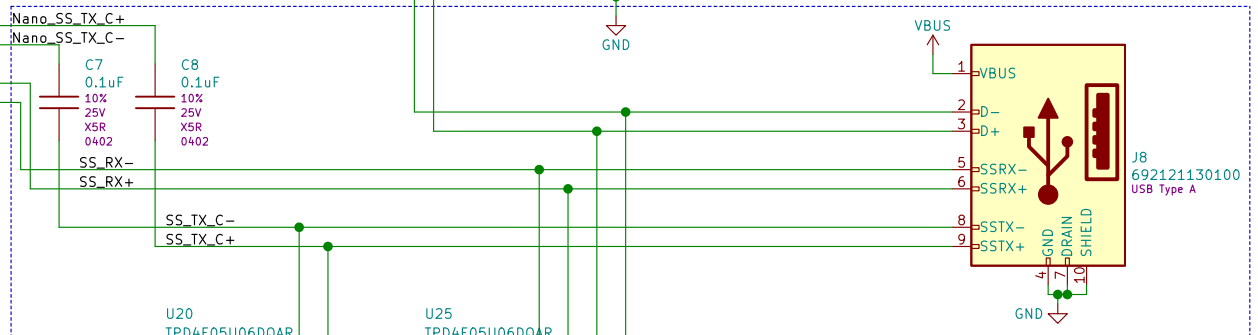 Nano_SS_TX_C+
Nano_SS_TX_C-
C7
0.1uF
10%
25V
X5R
0402
C8
0.1uF
10%
25V
X5R
0402
GND
VBUS
1 VBUS
2 D-
3 D+
SS_RX-
5 SSRX-
SS_RX+
6 SSRX+
SS_TX_C-
8 SSTX-
SS_TX_C+
9 SSTX+
GND
DRAIN
SHIELD
4
7
10
J8
692121130100
USB Type A
GND
U20
TPD4E05U06DQAR
U25
TPD4E05U06DQAR